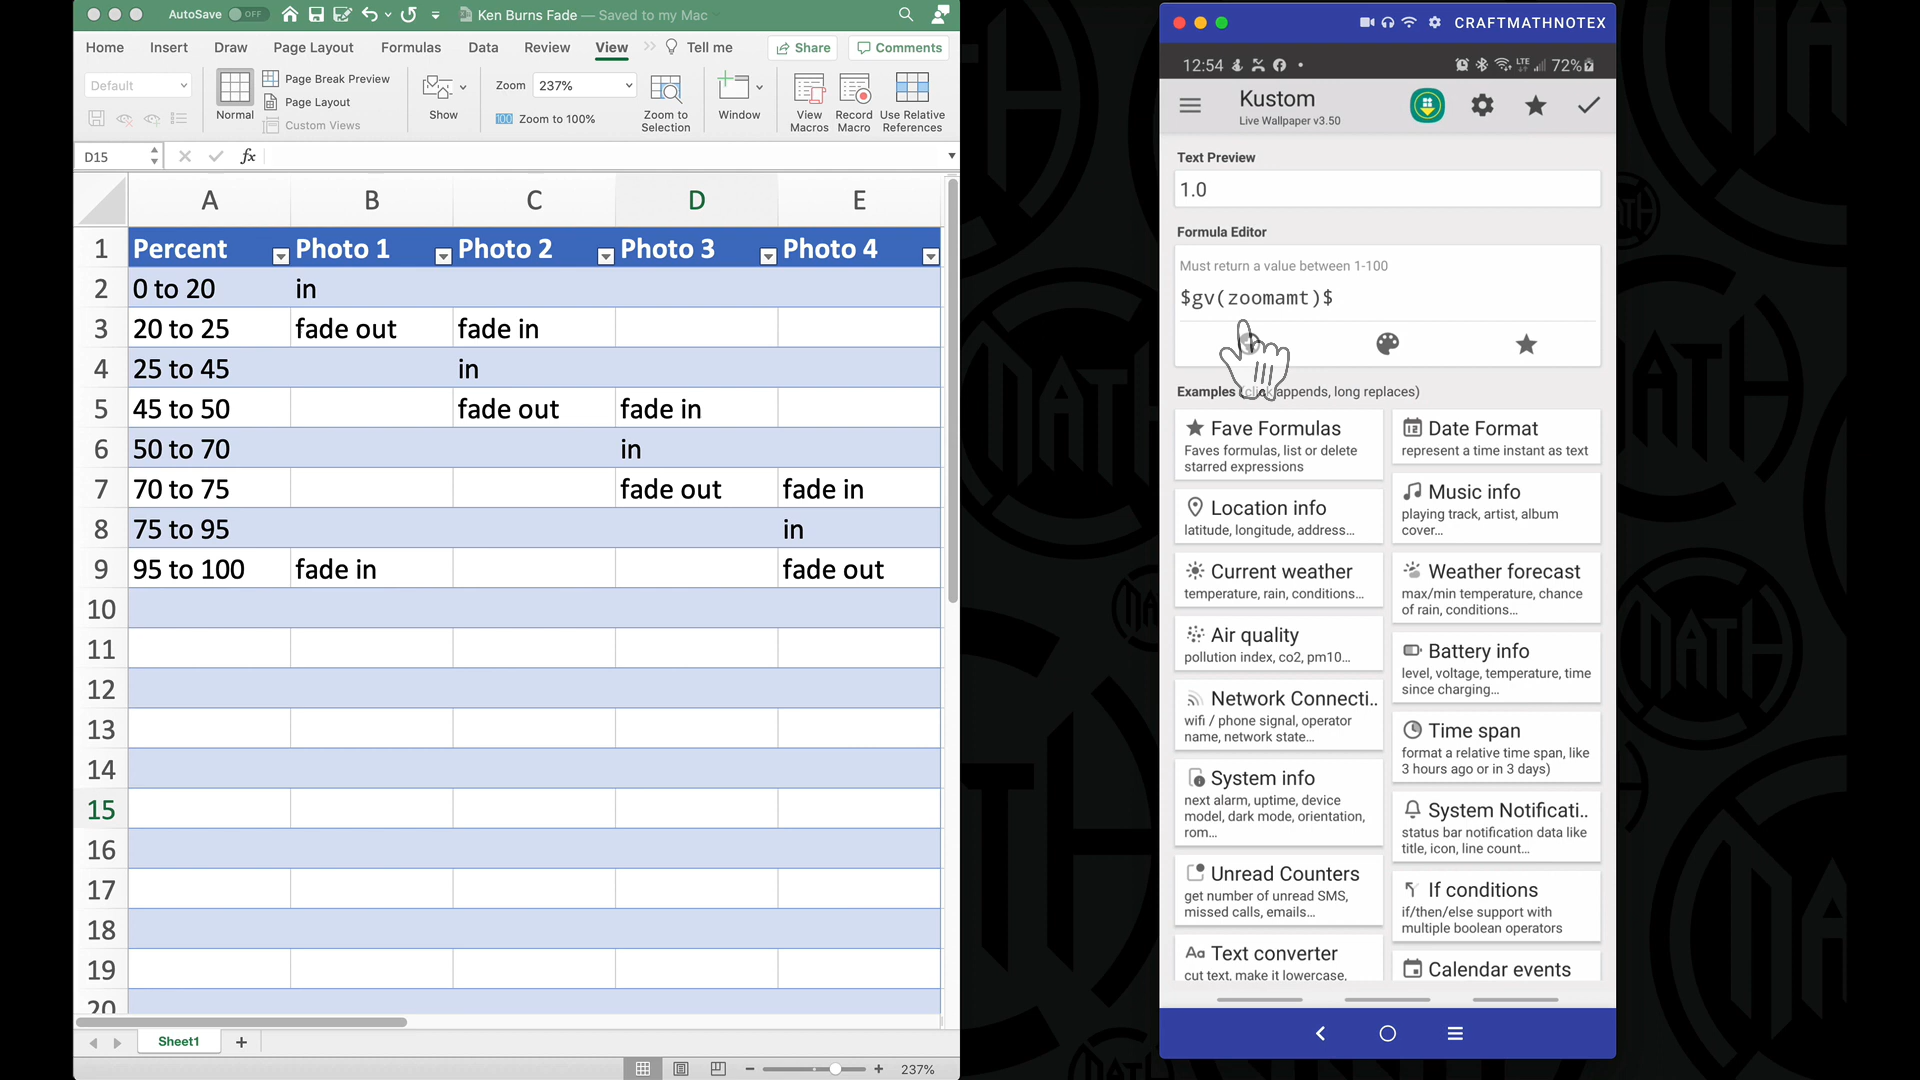 AutoSave OFF
Ken Burns Fade — Saved to my Mac
Home Insert Draw Page Layout Formulas Data Review View Tell me Share Comments
Default
Normal
Page Break Preview
Page Layout
Custom Views
Show
Zoom 237%
Zoom to 100%
Zoom to Selection
Window
View Macros
Record Macro
Use Relative References
D15 fx
A B C D E
1 Percent Photo 1 Photo 2 Photo 3 Photo 4
2 0 to 20 in
3 20 to 25 fade out fade in
4 25 to 45 in
5 45 to 50 fade out fade in
6 50 to 70 in
7 70 to 75 fade out fade in
8 75 to 95 in
9 95 to 100 fade in fade out
10
11
12
13
14
15
16
17
18
19
20
Sheet1
237%
CRAFTMATHNOTEX
12:54 LTE 72%
Kustom
Live Wallpaper v3.50
Text Preview
1.0
Formula Editor
Must return a value between 1-100
$gv(zoomamt)$
Examples (click appends, long replaces)
Fave Formulas
Faves formulas, list or delete
starred expressions
Date Format
represent a time instant as text
Location info
latitude, longitude, address...
Music info
playing track, artist, album
cover...
Current weather
temperature, rain, conditions...
Weather forecast
max/min temperature, chance
of rain, conditions...
Air quality
pollution index, co2, pm10...
Battery info
level, voltage, temperature, time
since charging...
Network Connecti..
wifi / phone signal, operator
name, network state...
Time span
format a relative time span, like
3 hours ago or in 3 days)
System info
next alarm, uptime, device
model, dark mode, orientation,
rom...
System Notificati..
status bar notification data like
title, icon, line count...
Unread Counters
get number of unread SMS,
missed calls, emails...
If conditions
if/then/else support with
multiple boolean operators
Text converter
cut text, make it lowercase,
Calendar events